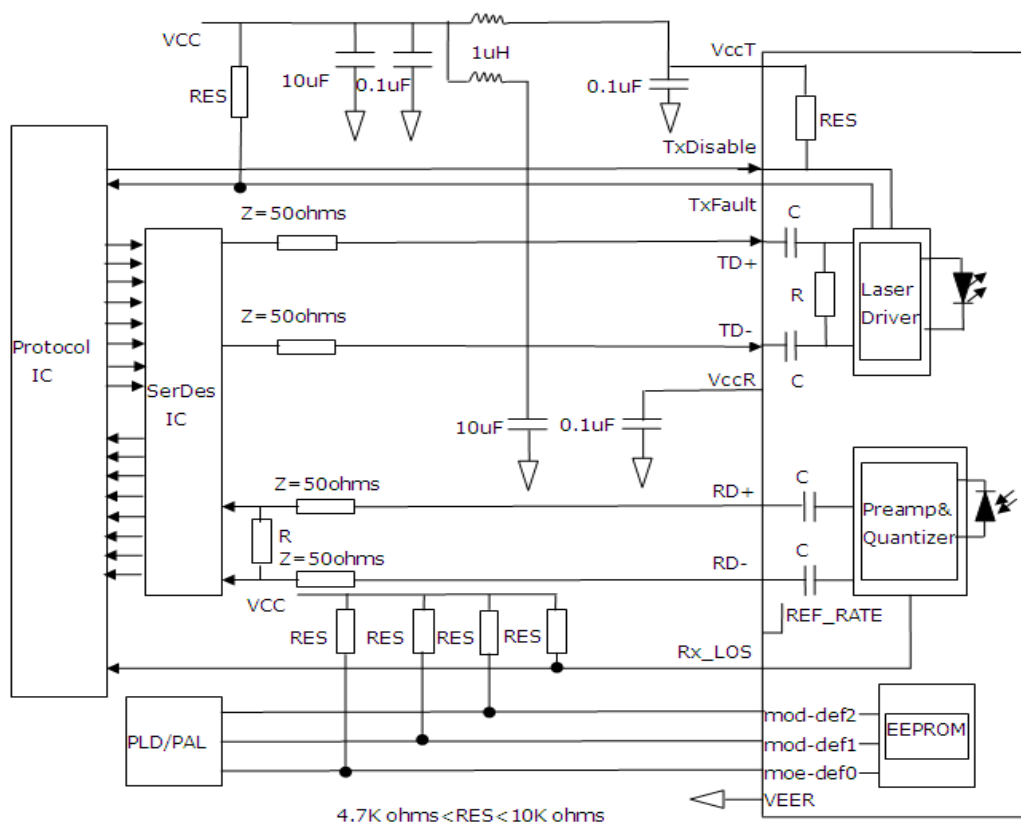 VCC
1uH
VccT
10uF
0.1uF
0.1uF
RES
RES
TxDisable
TxFault
Z=50ohms
C
TD+
R
Laser
Driver
Z=50ohms
TD-
C
Protocol
IC
SerDes
IC
VccR
10uF
0.1uF
Z=50ohms
RD+
C
Preamp&
Quantizer
R
Z=50ohms
RD-
C
VCC
REF_RATE
RES
RES
RES
RES
Rx_LOS
PLD/PAL
mod-def2
EEPROM
mod-def1
moe-def0
VEER
4.7K ohms<RES<10K ohms